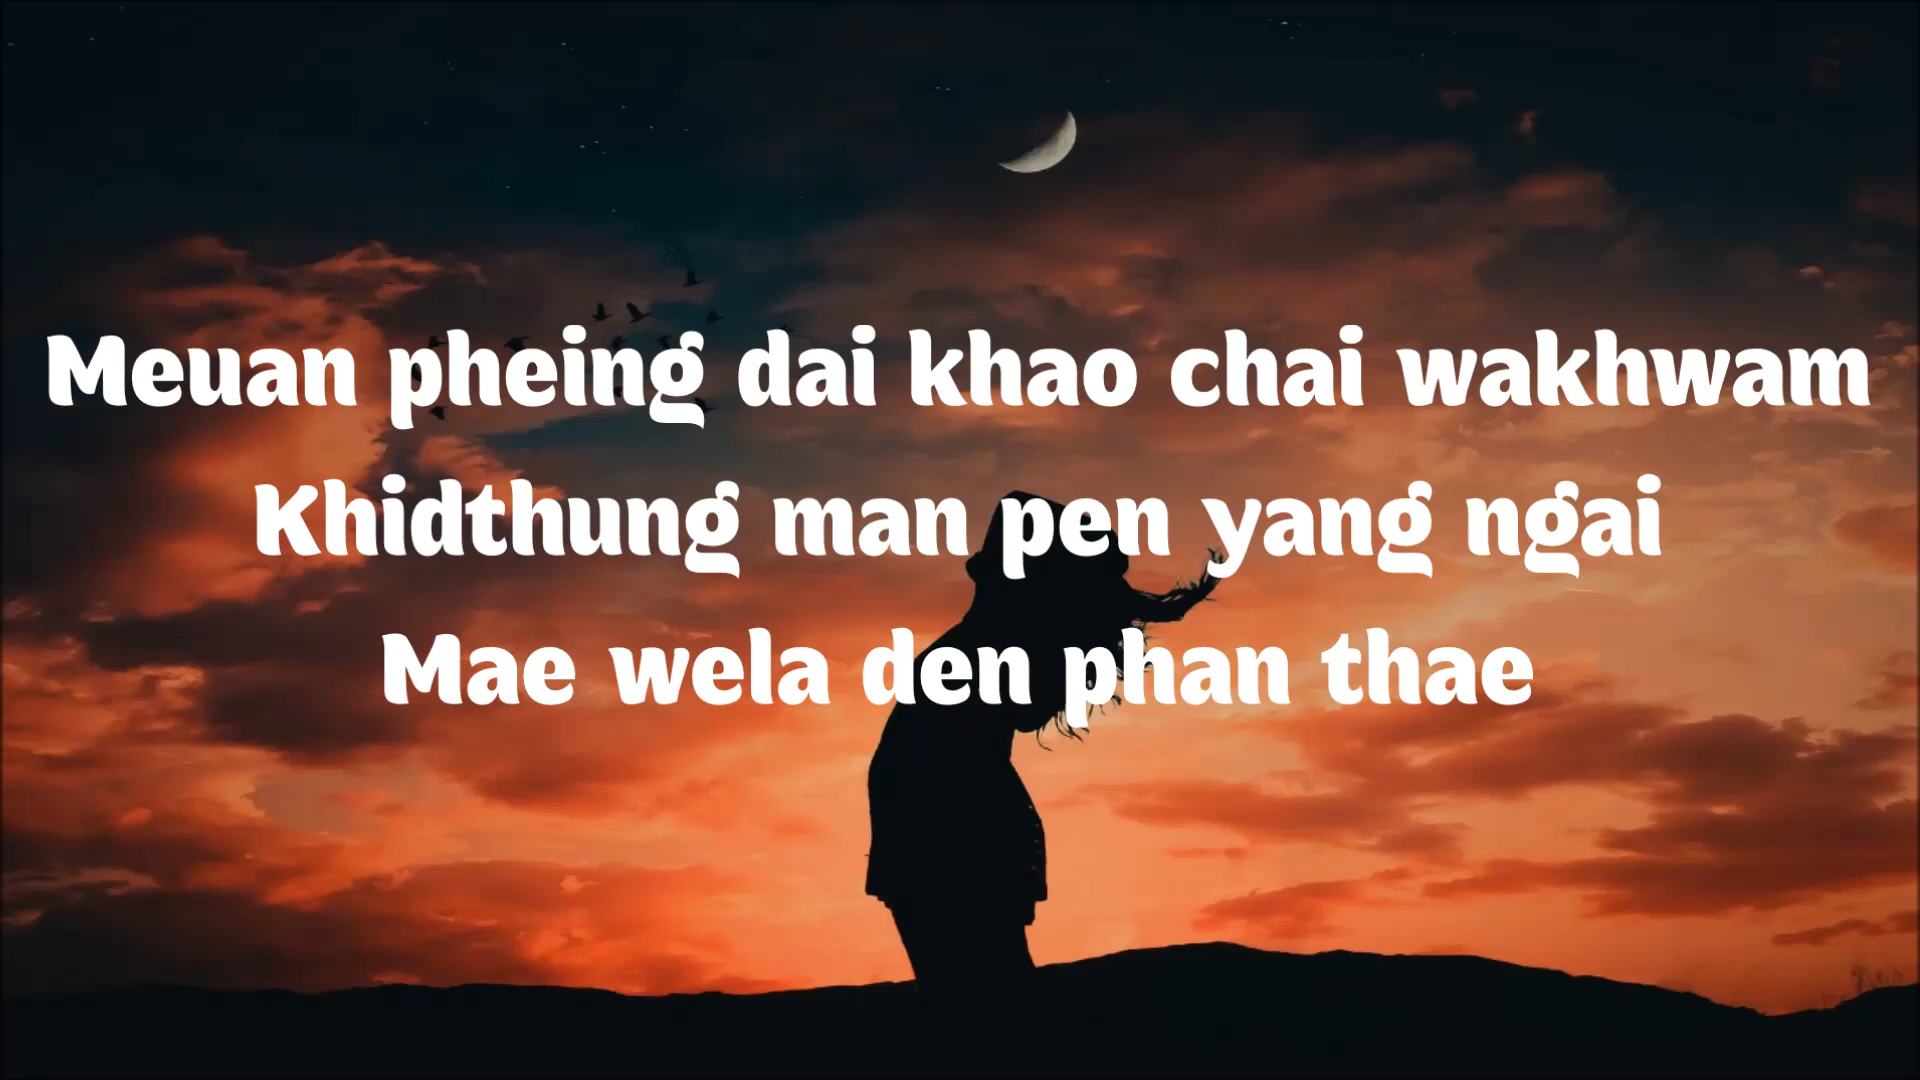 Meuan pheing dai khao chai wakhwam
Khidthung man pen yang ngai
Mae wela den phan thae